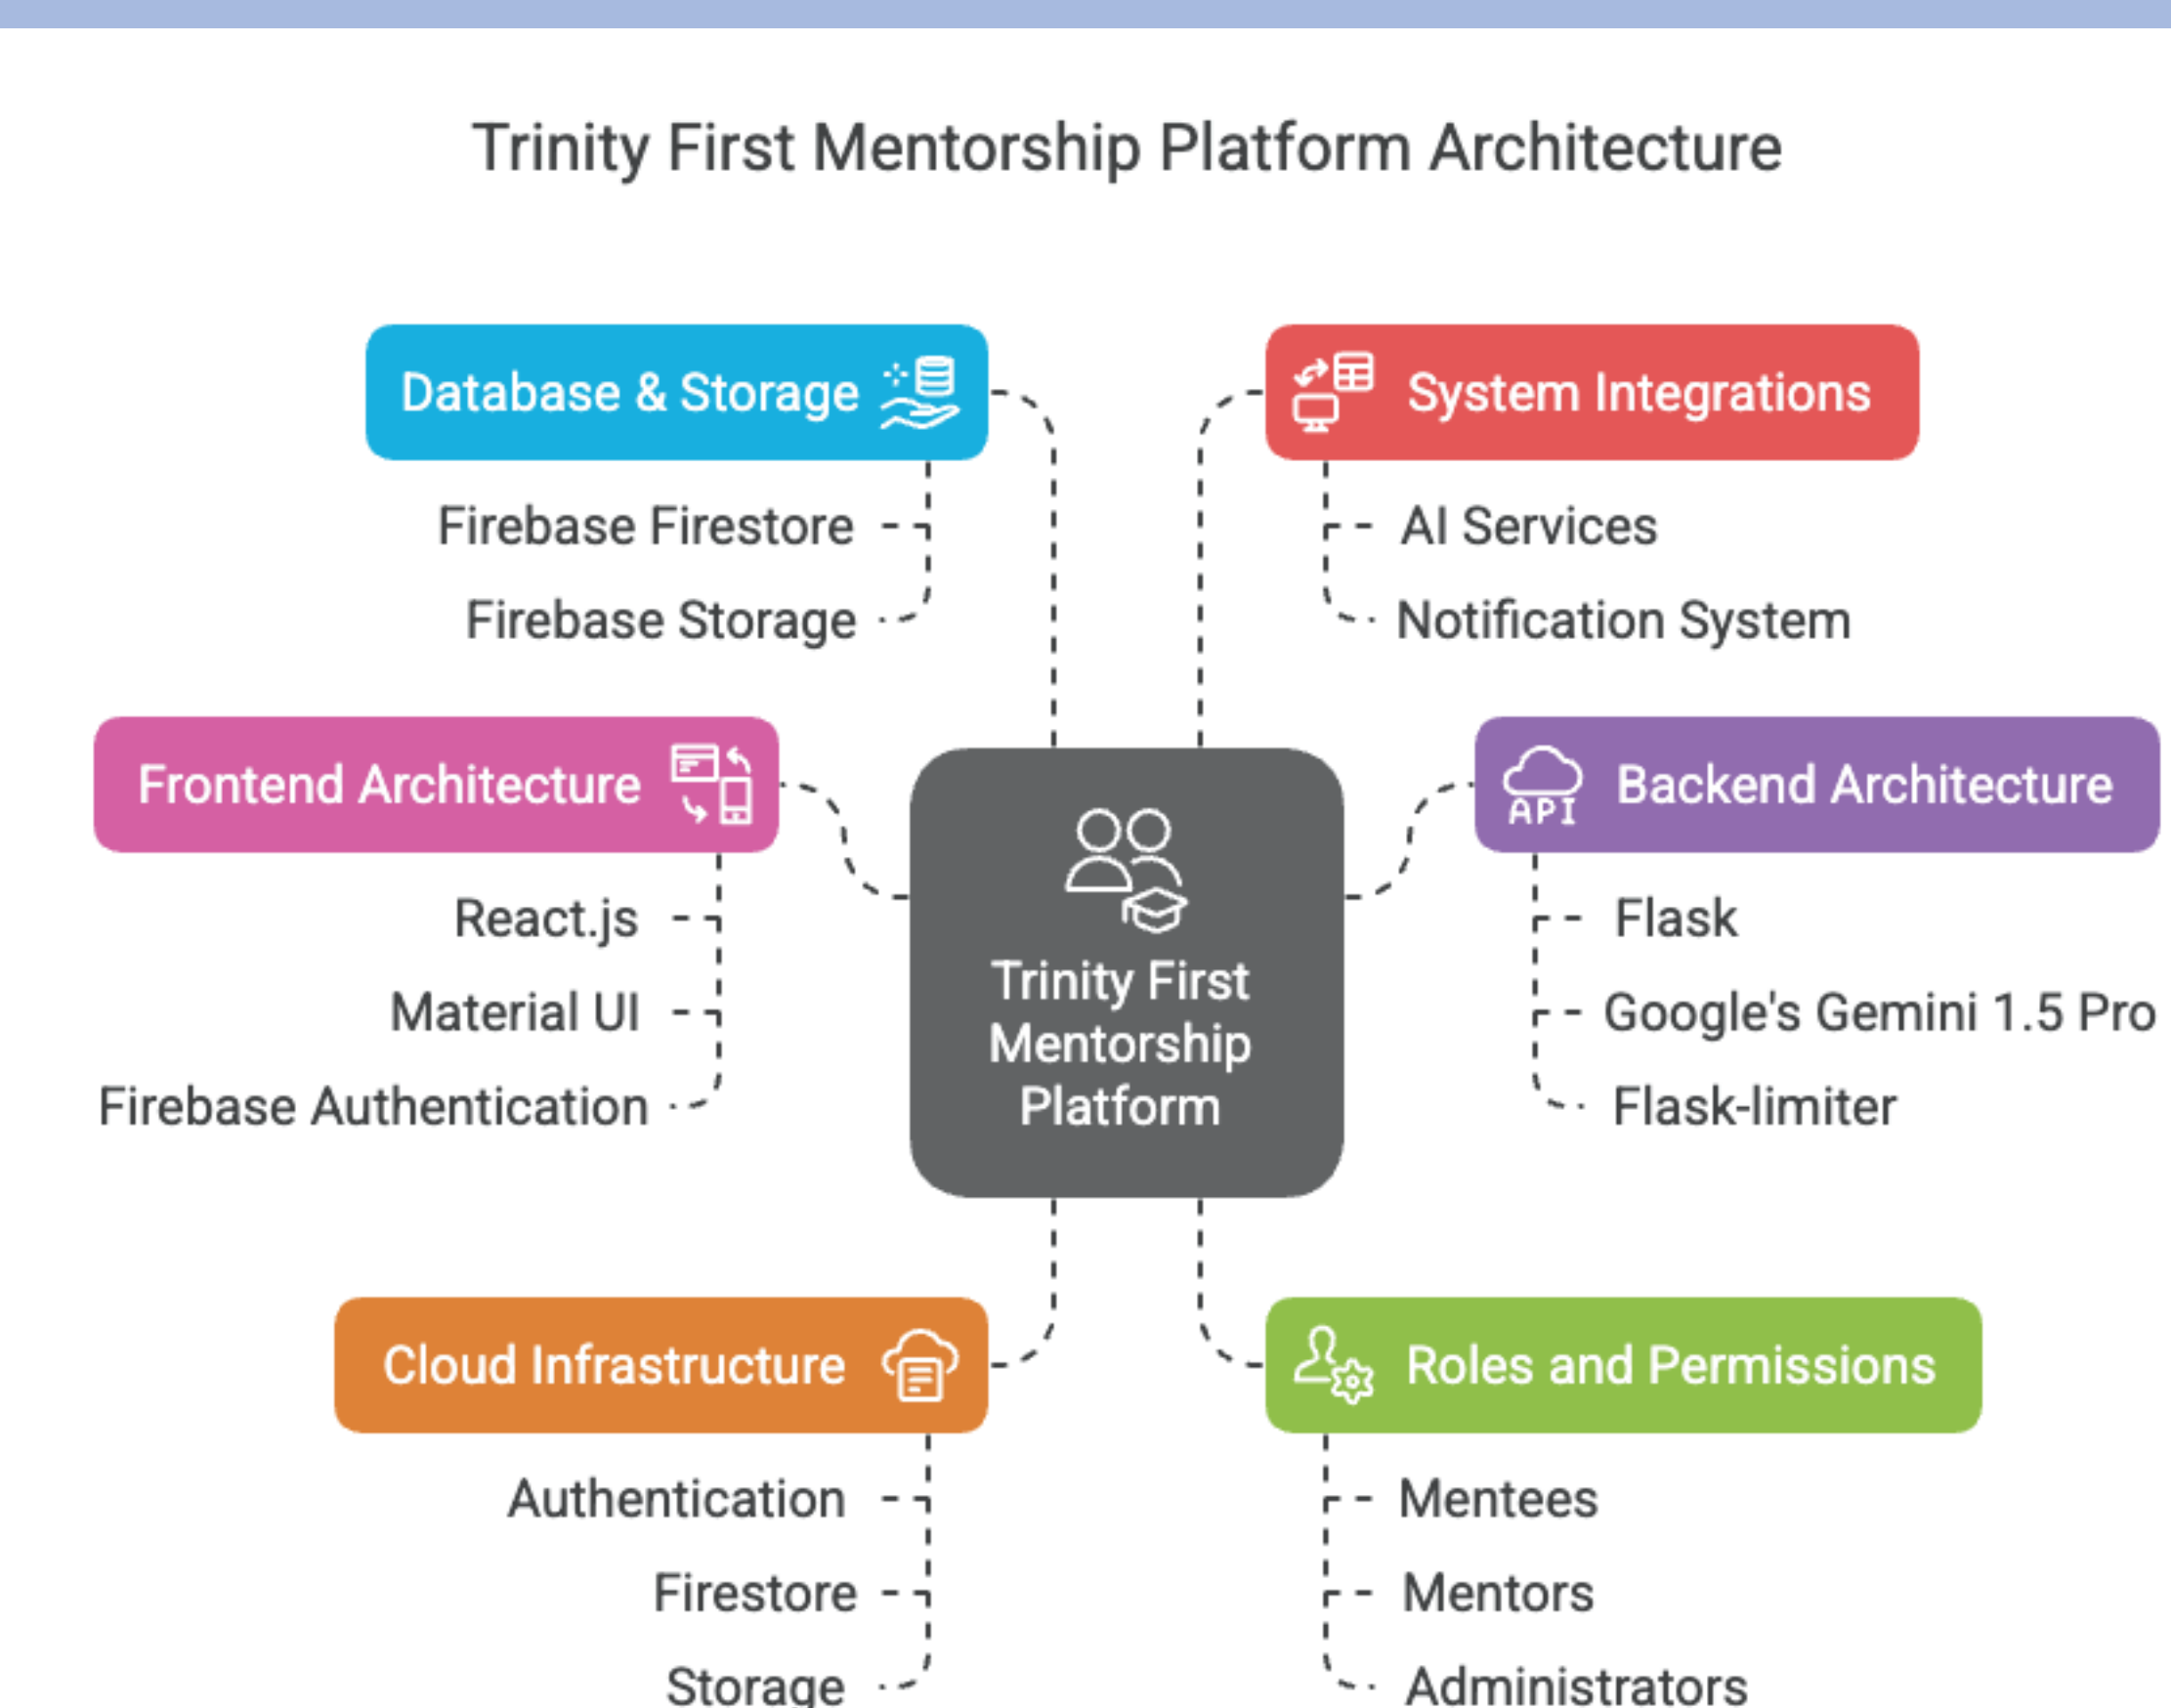 Trinity First Mentorship Platform Architecture
Database & Storage
Firebase Firestore
Firebase Storage
System Integrations
AI Services
Notification System
Frontend Architecture
React.js
Material UI
Firebase Authentication
Trinity First
Mentorship
Platform
Backend Architecture
API
Flask
Google's Gemini 1.5 Pro
Flask-limiter
Cloud Infrastructure
Authentication
Firestore
Storage
Roles and Permissions
Mentees
Mentors
Administrators